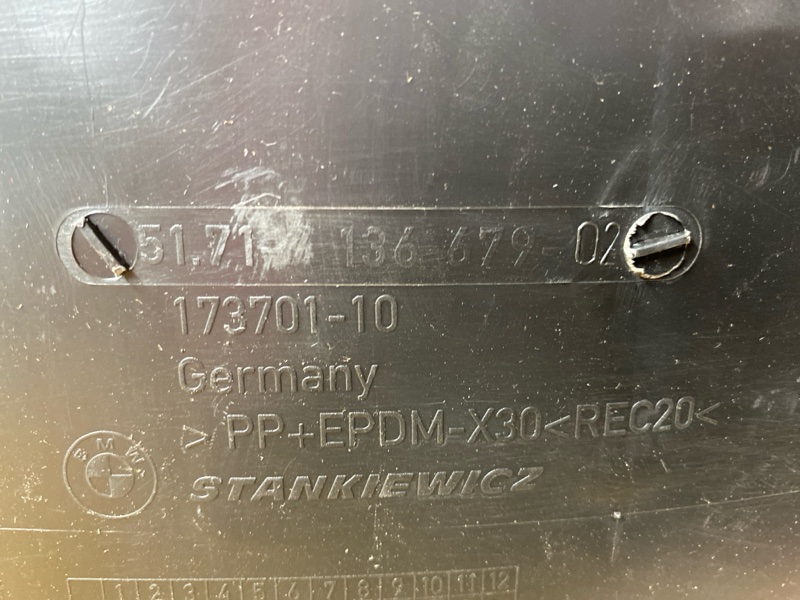 51.71-7 136 679-02
173701-10
Germany
> PP+EPDM-X30<REC20<
BMW
STANKIEWICZ
1 2 3 4 5 6 7 8 9 10 11 12